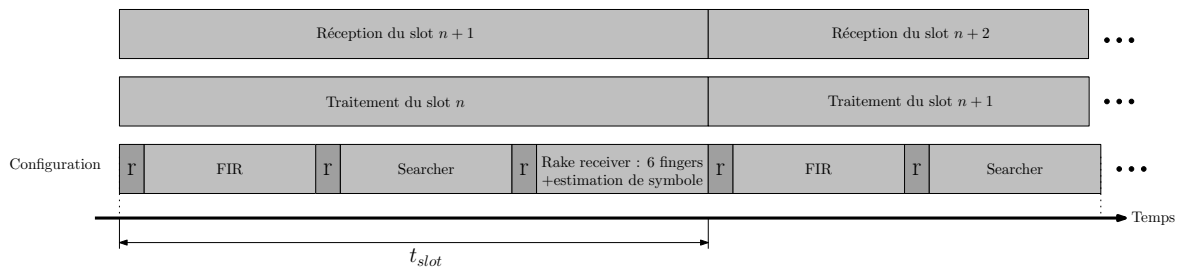 Réception du slot n + 1
Réception du slot n + 2
Traitement du slot n
Traitement du slot n + 1
Configuration
r
FIR
r
Searcher
r
Rake receiver : 6 fingers
+estimation de symbole
r
FIR
r
Searcher
Temps
t_slot